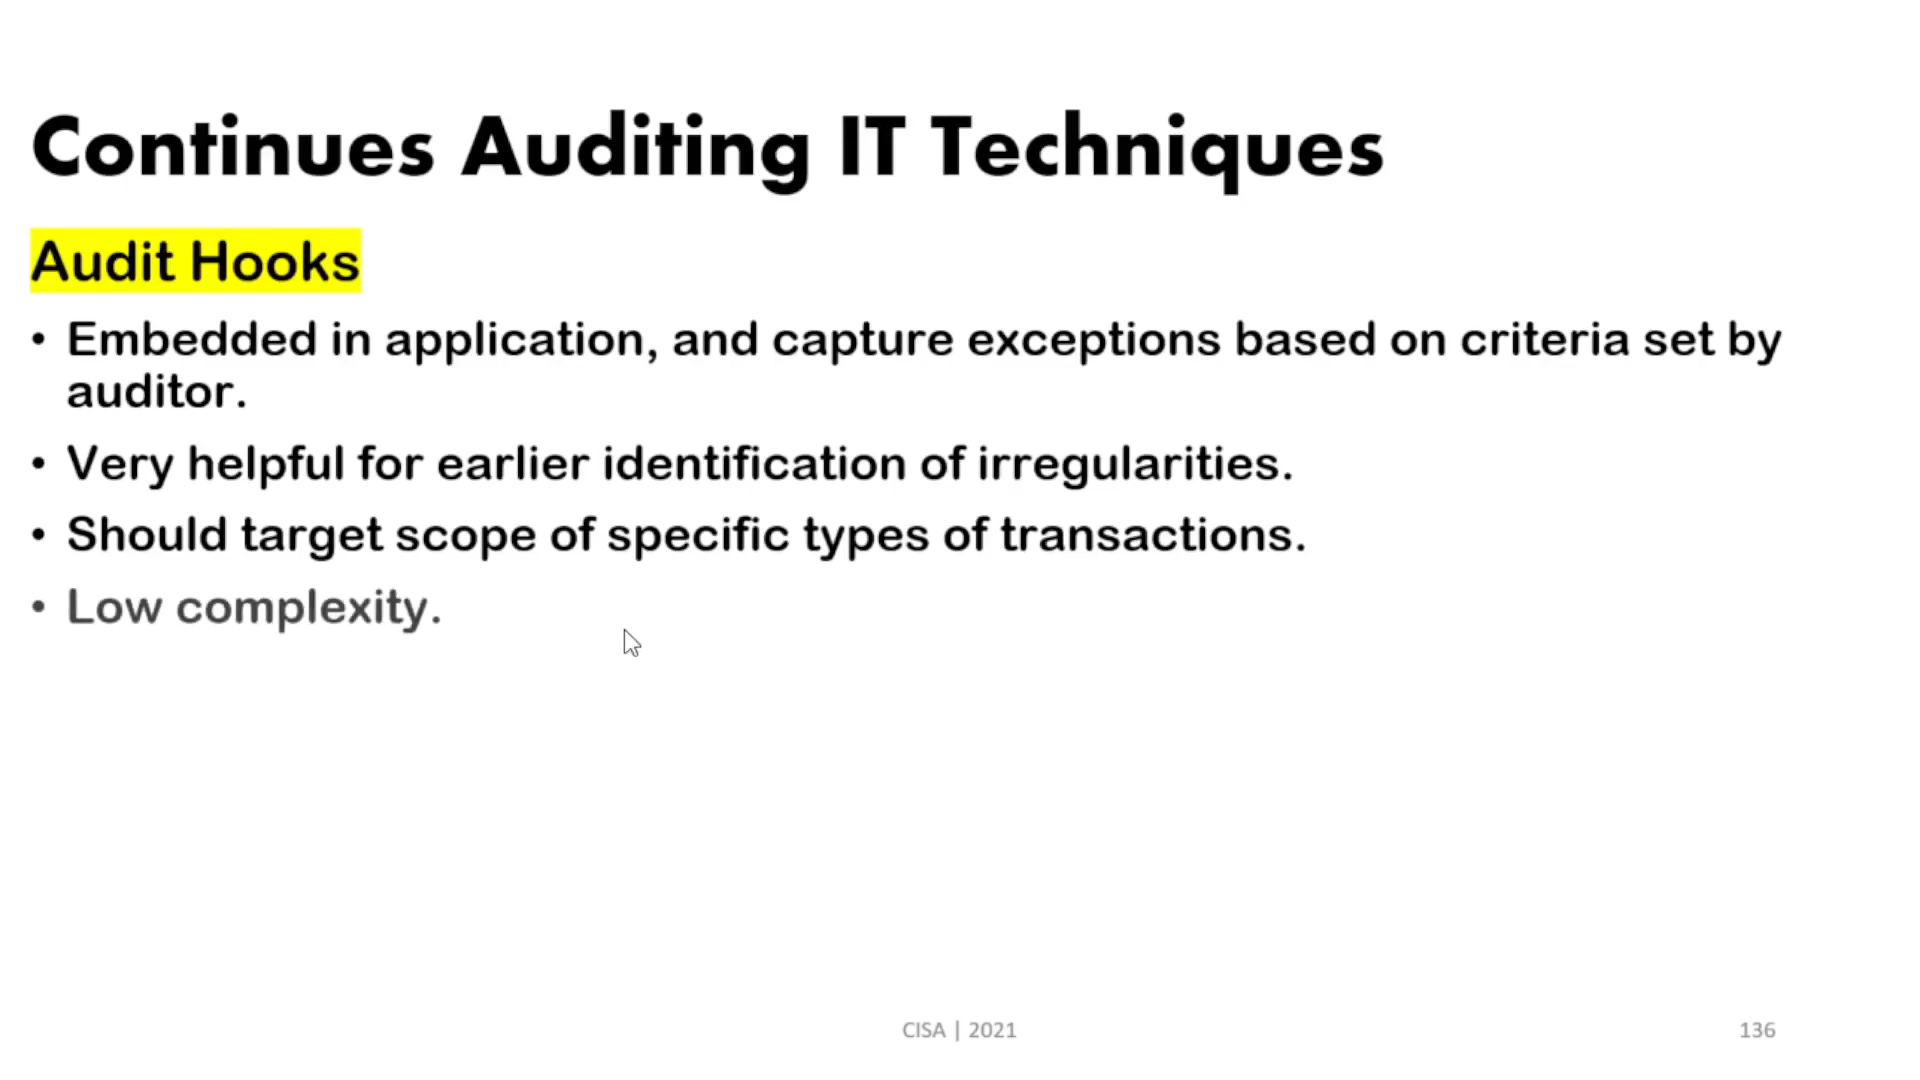 Continues Auditing IT Techniques
Audit Hooks
• Embedded in application, and capture exceptions based on criteria set by
auditor.
• Very helpful for earlier identification of irregularities.
• Should target scope of specific types of transactions.
• Low complexity.
CISA | 2021
136